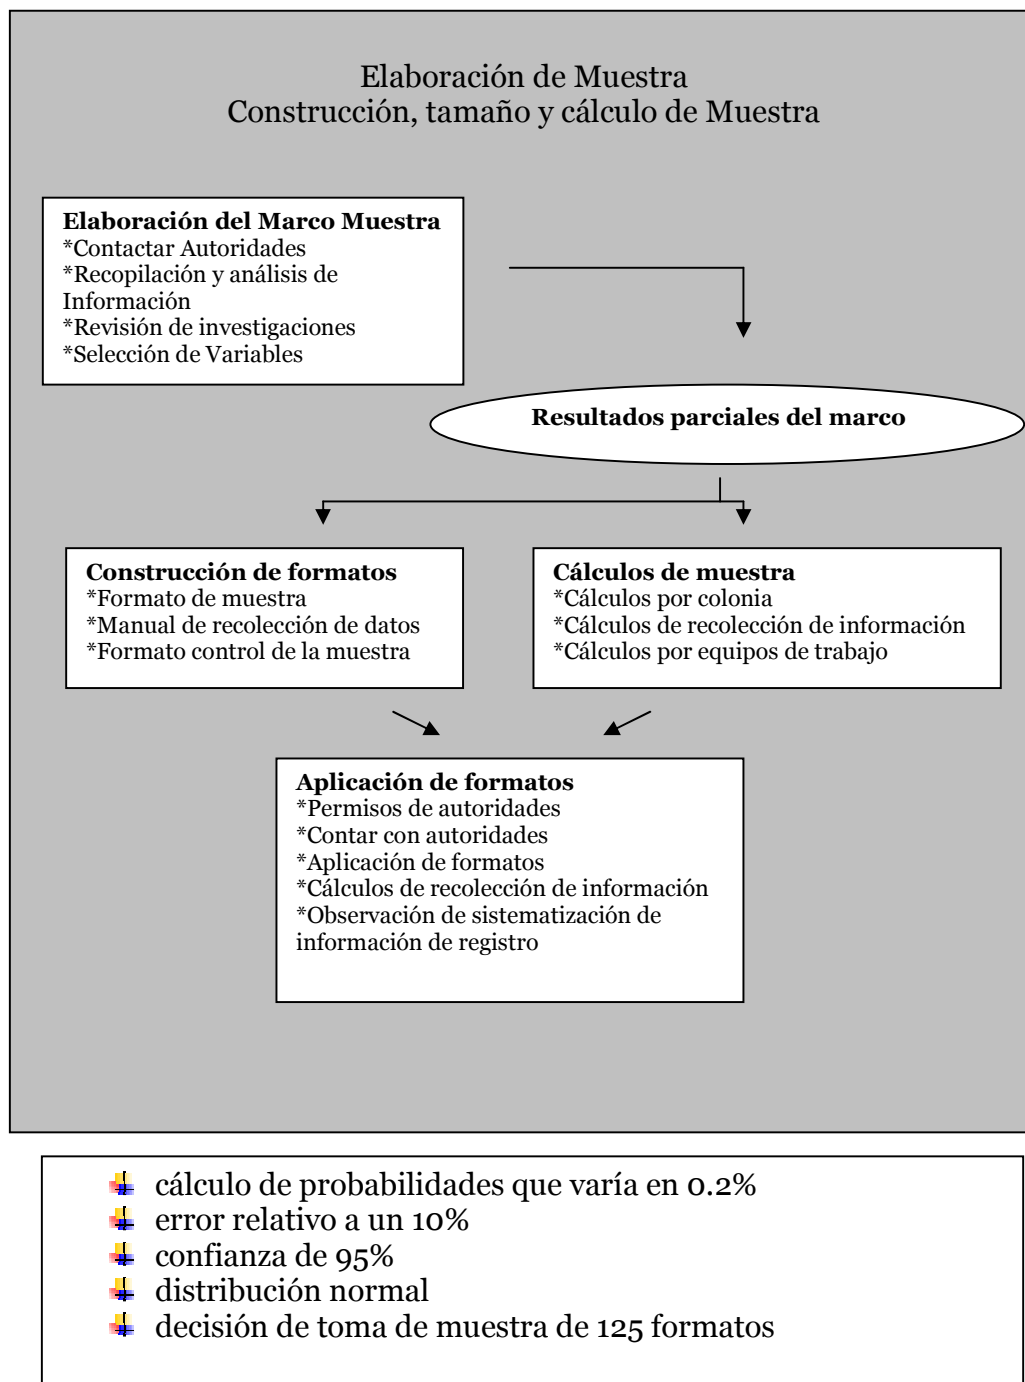 Elaboración de Muestra
Construcción, tamaño y cálculo de Muestra
Elaboración del Marco Muestra
*Contactar Autoridades
*Recopilación y análisis de
Información
*Revisión de investigaciones
*Selección de Variables
Resultados parciales del marco
Construcción de formatos
*Formato de muestra
*Manual de recolección de datos
*Formato control de la muestra
Cálculos de muestra
*Cálculos por colonia
*Cálculos de recolección de información
*Cálculos por equipos de trabajo
Aplicación de formatos
*Permisos de autoridades
*Contar con autoridades
*Aplicación de formatos
*Cálculos de recolección de información
*Observación de sistematización de
información de registro
cálculo de probabilidades que varía en 0.2%
error relativo a un 10%
confianza de 95%
distribución normal
decisión de toma de muestra de 125 formatos